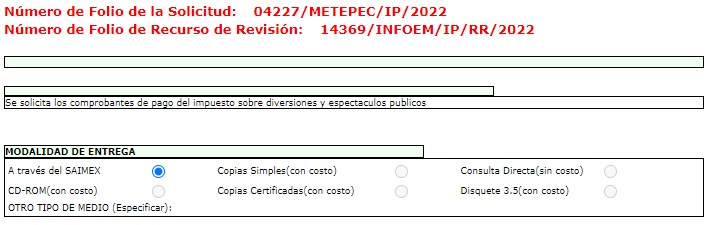 Número de Folio de la Solicitud: 04227/METEPEC/IP/2022
Número de Folio de Recurso de Revisión: 14369/INFOEM/IP/RR/2022
Se solicita los comprobantes de pago del impuesto sobre diversiones y espectaculos publicos
MODALIDAD DE ENTREGA
A través del SAIMEX Copias Simples(con costo) Consulta Directa(sin costo)
CD-ROM(con costo) Copias Certificadas(con costo) Disquete 3.5(con costo)
OTRO TIPO DE MEDIO (Especificar):